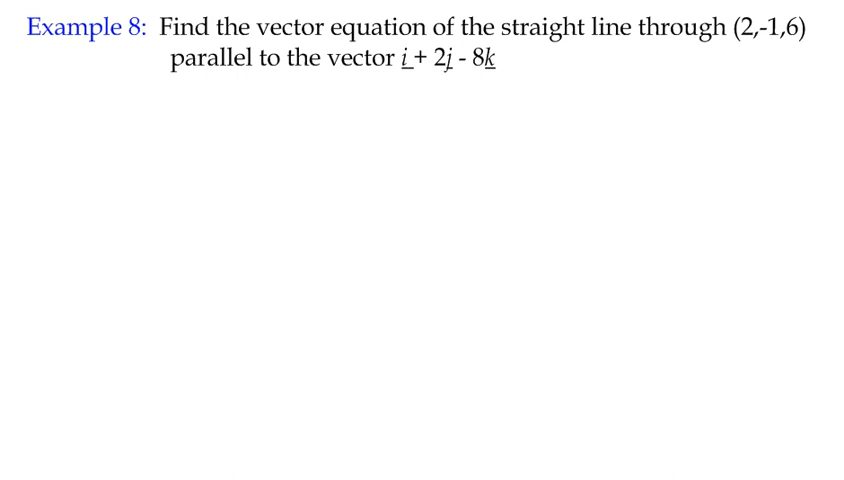 Example 8: Find the vector equation of the straight line through (2,-1,6)
parallel to the vector i + 2j - 8k